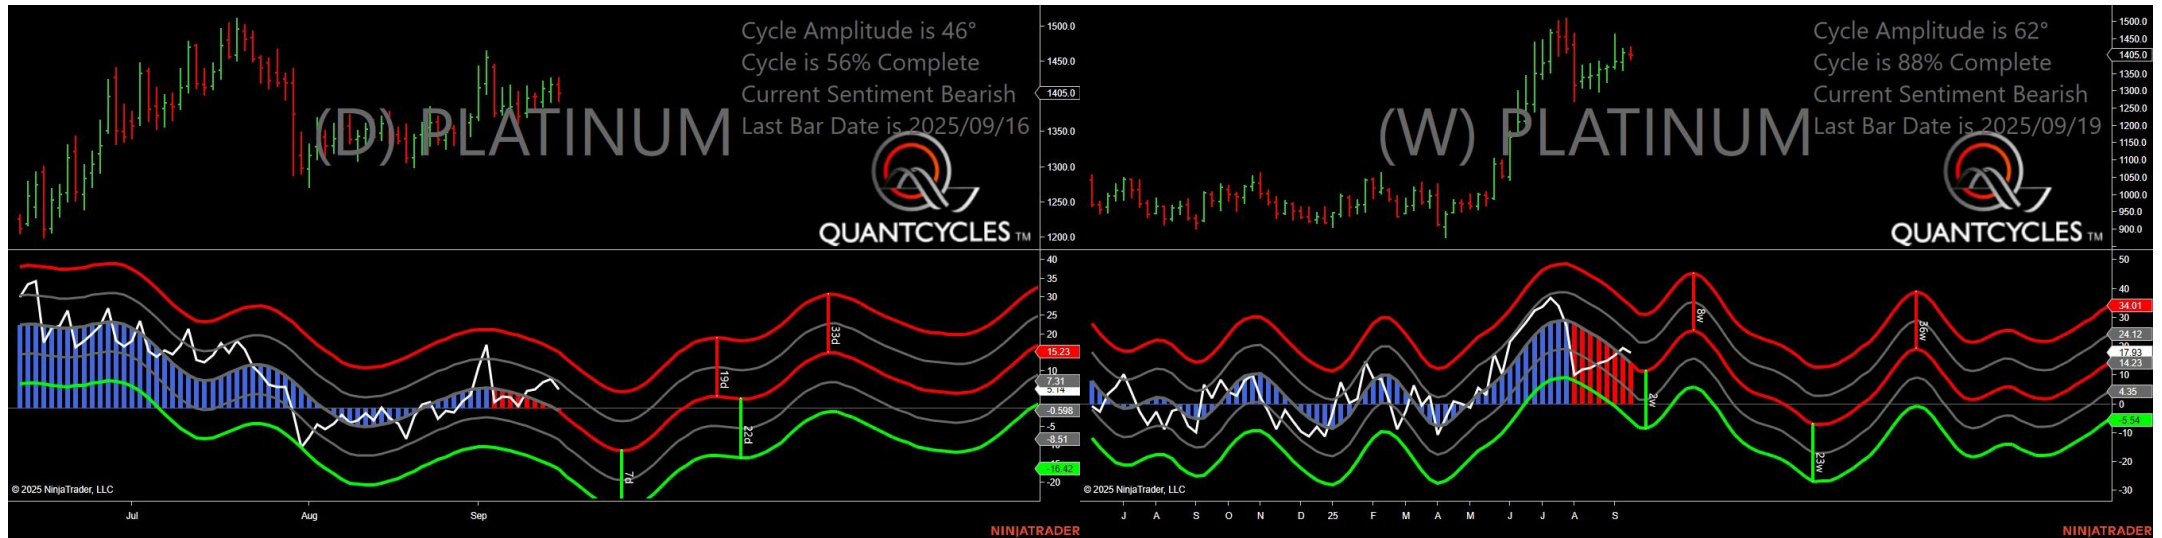 Cycle Amplitude is 46°
Cycle is 56% Complete
Current Sentiment Bearish
Last Bar Date is 2025/09/16
(D) PLATINUM
QUANTCYCLES TM
1500.0
1450.0
1405.0
1350.0
1300.0
1250.0
1200.0
40
35
30
25
20
15.23
10
7.31
5.14
-0.598
-5
-8.51
-16.42
-20
19d
33d
22d
7d
© 2025 NinjaTrader, LLC
Jul Aug Sep
NINJATRADER
Cycle Amplitude is 62°
Cycle is 88% Complete
Current Sentiment Bearish
Last Bar Date is 2025/09/19
(W) PLATINUM
QUANTCYCLES TM
1500.0
1450.0
1405.0
1350.0
1300.0
1250.0
1200.0
1150.0
1100.0
1050.0
1000.0
950.0
900.0
50
40
34.01
30
24.12
17.93
14.23
10
4.35
0
-5.54
-10
-20
-30
8w
36w
2w
23w
© 2025 NinjaTrader, LLC
J A S O N D 25 F M A M J J A S
NINJATRADER